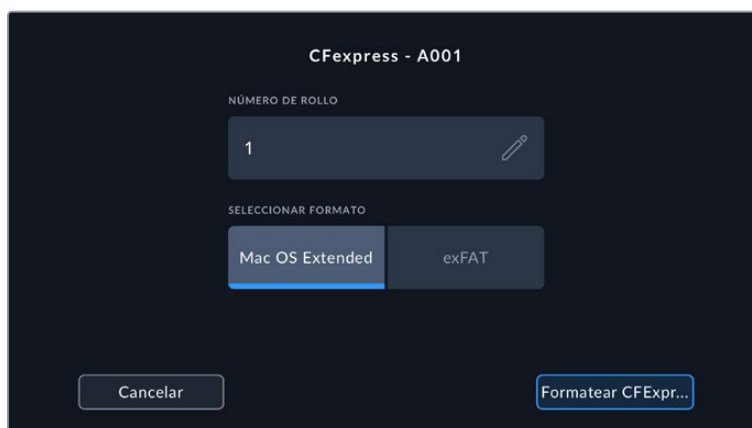 CFexpress - A001
NÚMERO DE ROLLO
1
SELECCIONAR FORMATO
Mac OS Extended exFAT
Cancelar Formatear CFExpr...